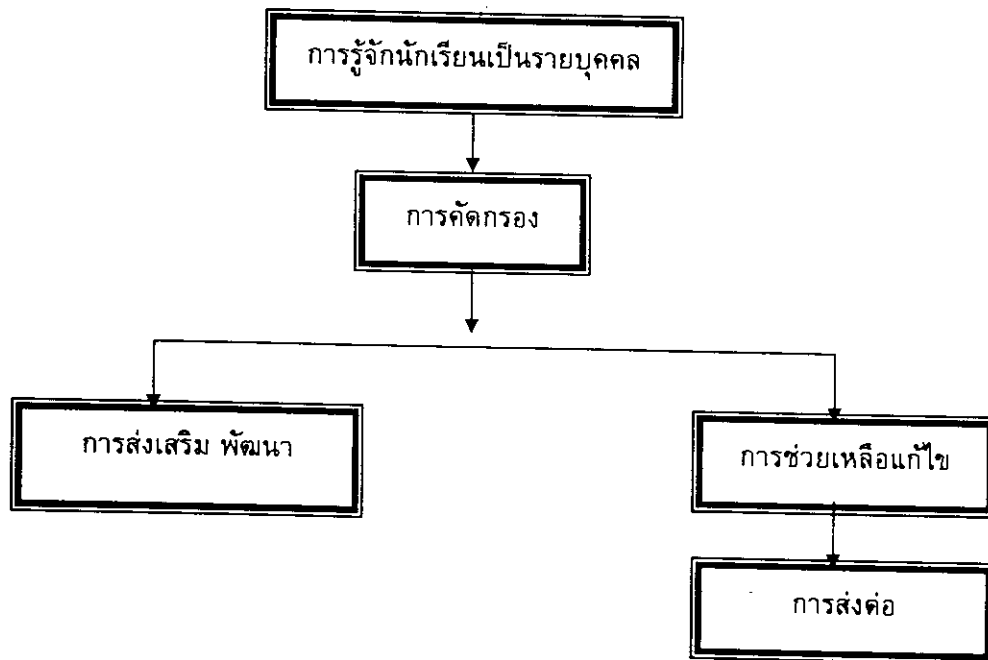 การรู้จักนักเรียนเป็นรายบุคคล
การคัดกรอง
การส่งเสริม พัฒนา
การช่วยเหลือแก้ไข
การส่งต่อ